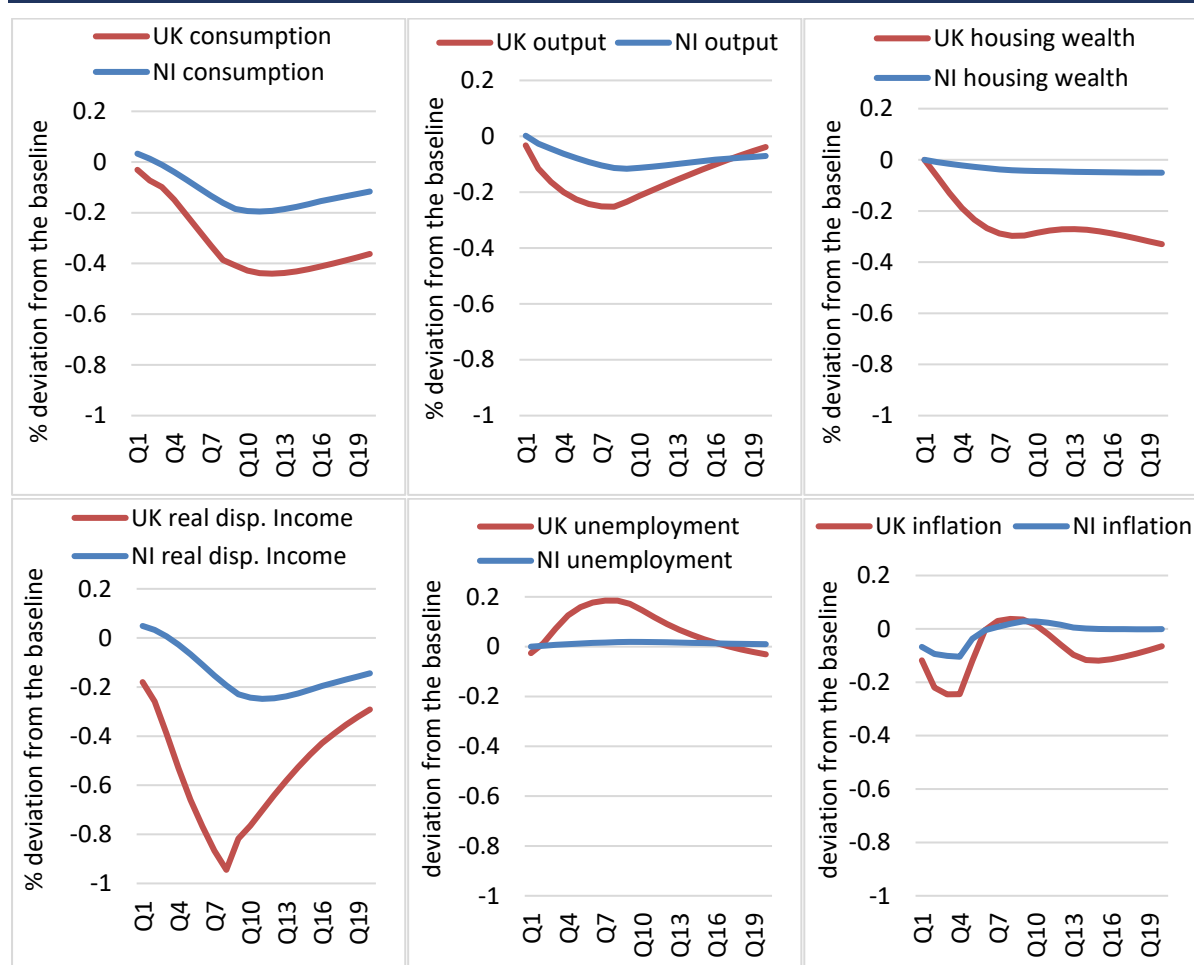 UK consumption
NI consumption
% deviation from the baseline
0.2
0
-0.2
-0.4
-0.6
-0.8
-1
Q1
Q4
Q7
Q10
Q13
Q16
Q19
UK output NI output
% deviation from the baseline
0.2
0
-0.2
-0.4
-0.6
-0.8
-1
Q1
Q4
Q7
Q10
Q13
Q16
Q19
UK housing wealth
NI housing wealth
% deviation from the baseline
0.2
0
-0.2
-0.4
-0.6
-0.8
-1
Q1
Q4
Q7
Q10
Q13
Q16
Q19
UK real disp. Income
NI real disp. Income
% deviation from the baseline
0.2
0
-0.2
-0.4
-0.6
-0.8
-1
Q1
Q4
Q7
Q10
Q13
Q16
Q19
UK unemployment
NI unemployment
deviation from the baseline
0.2
0
-0.2
-0.4
-0.6
-0.8
-1
Q1
Q4
Q7
Q10
Q13
Q16
Q19
UK inflation NI inflation
deviation from the baseline
0.2
0
-0.2
-0.4
-0.6
-0.8
-1
Q1
Q4
Q7
Q10
Q13
Q16
Q19